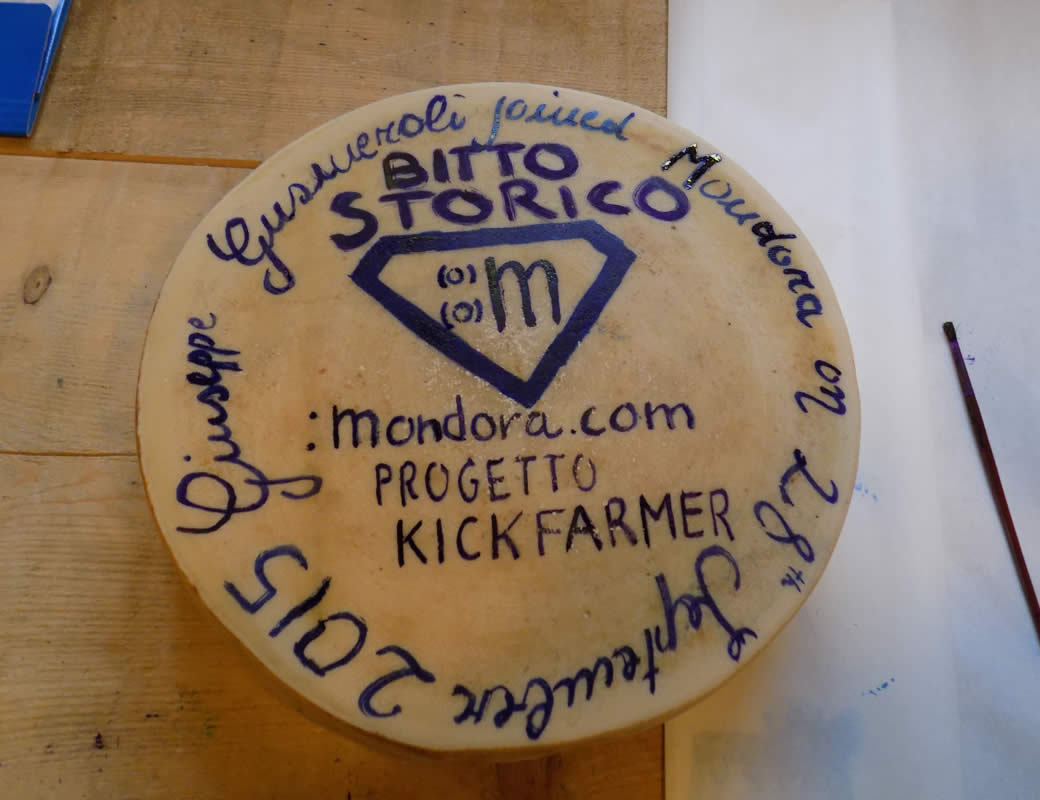 Giuseppe Gusmeroli joined Mondora on 28th September 2015
BITTO
STORICO
(o)
(o) m
:mondora.com
PROGETTO
KICKFARMER